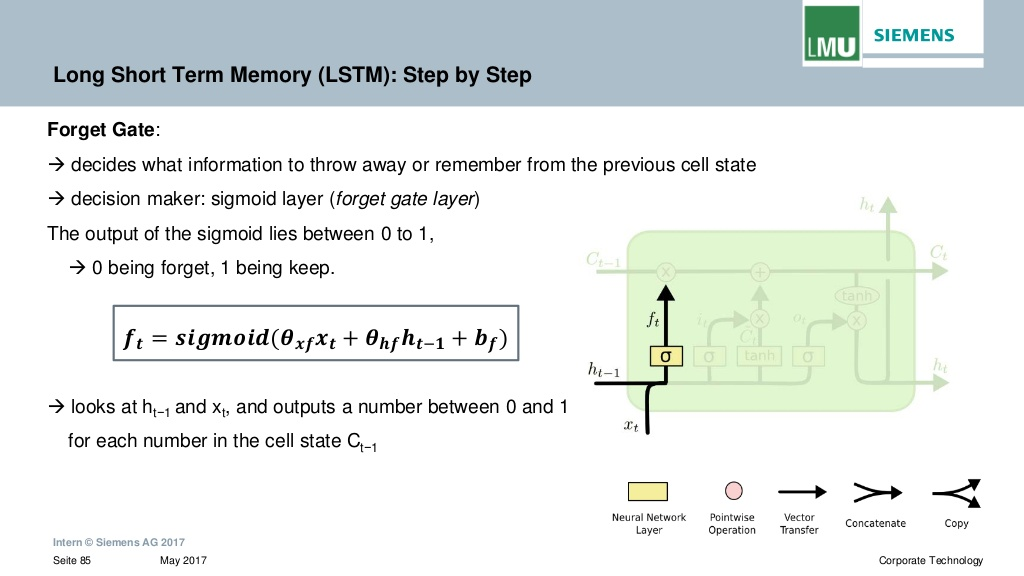 LMU SIEMENS
Long Short Term Memory (LSTM): Step by Step
Forget Gate:
→ decides what information to throw away or remember from the previous cell state
→ decision maker: sigmoid layer (forget gate layer)
The output of the sigmoid lies between 0 to 1,
→ 0 being forget, 1 being keep.
f_t = sigmoid(θ_xf x_t + θ_hf h_{t−1} + b_f)
→ looks at h_{t−1} and x_t, and outputs a number between 0 and 1
for each number in the cell state C_{t−1}
h_t
C_{t−1} x + C_t
tanh
f_t i_t x o_t x
C̃_t
σ σ tanh σ
h_{t−1} h_t
x_t
Neural Network Layer
Pointwise Operation
Vector Transfer
Concatenate
Copy
Intern © Siemens AG 2017
Seite 85 May 2017 Corporate Technology